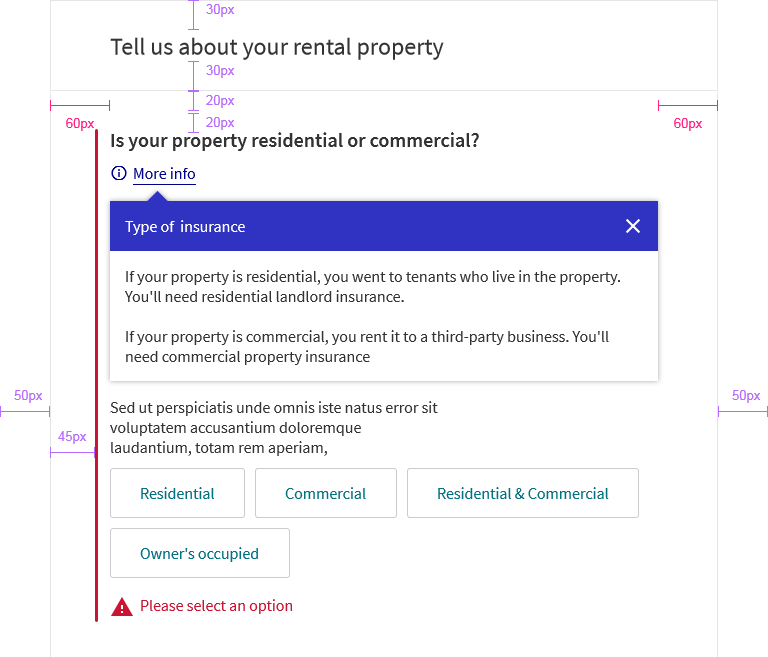 30px
Tell us about your rental property
30px
20px
20px
60px
60px
Is your property residential or commercial?
More info
Type of insurance
If your property is residential, you went to tenants who live in the property.
You'll need residential landlord insurance.
If your property is commercial, you rent it to a third-party business. You'll
need commercial property insurance
50px
50px
Sed ut perspiciatis unde omnis iste natus error sit
voluptatem accusantium doloremque
45px
laudantium, totam rem aperiam,
Residential
Commercial
Residential & Commercial
Owner's occupied
Please select an option